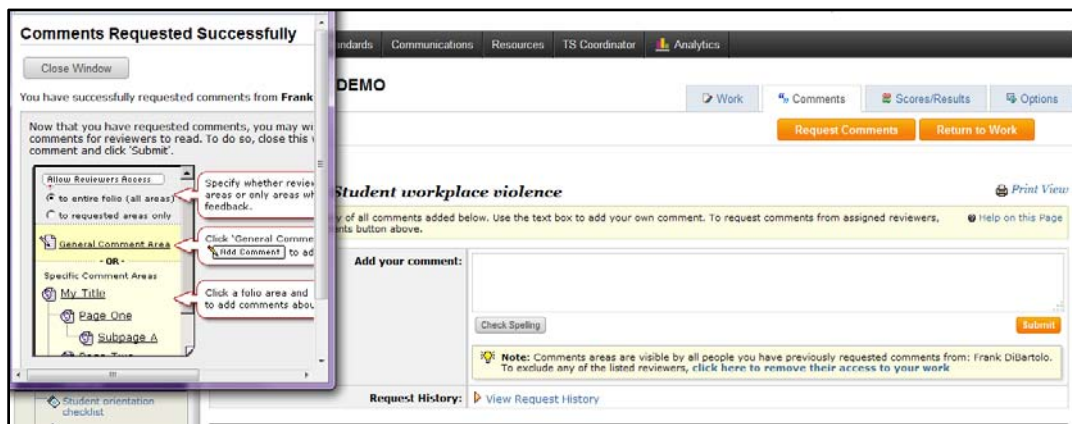 Comments Requested Successfully
Close Window
You have successfully requested comments from Frank
Now that you have requested comments, you may
comments for reviewers to read. To do so, close this
comment and click 'Submit'.
Allow Reviewers Access
to entire folio (all areas)
to requested areas only
Specify whether
areas or only areas
feedback.
General Comment Area
Click 'General
Add Comment to
- OR -
Specific Comment Areas
My Title
Page One
Subpage A
Click a folio area and
to add comments
Student orientation
checklist
Communications Resources TS Coordinator Analytics
DEMO
Work Comments Scores/Results Options
Request Comments Return to Work
Student workplace violence
Print View
of all comments added below. Use the text box to add your own comment. To request comments from assigned reviewers,
button above.
Help on this Page
Add your comment:
Check Spelling Submit
Note: Comments areas are visible by all people you have previously requested comments from: Frank DiBartolo.
To exclude any of the listed reviewers, click here to remove their access to your work
Request History: View Request History